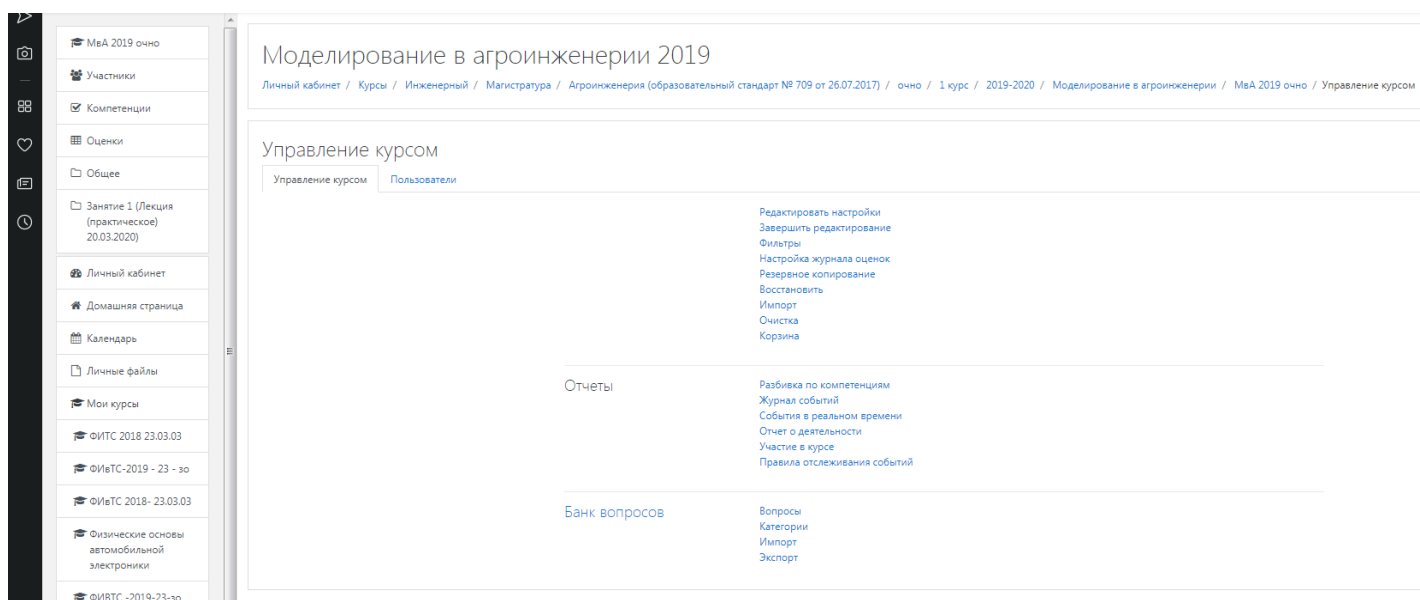 МвА 2019 очно
Участники
Компетенции
Оценки
Общее
Занятие 1 (Лекция
(практическое)
20.03.2020)
Личный кабинет
Домашняя страница
Календарь
Личные файлы
Мои курсы
ФИТС 2018 23.03.03
ФИвТС-2019 - 23 - зо
ФИвТС 2018- 23.03.03
Физические основы
автомобильной
электроники
ФИВТС -2019-23-зо
Моделирование в агроинженерии 2019
Личный кабинет / Курсы / Инженерный / Магистратура / Агроинженерия (образовательный стандарт № 709 от 26.07.2017) / очно / 1 курс / 2019-2020 / Моделирование в агроинженерии / МвА 2019 очно / Управление курсом
Управление курсом
Управление курсом Пользователи
Редактировать настройки
Завершить редактирование
Фильтры
Настройка журнала оценок
Резервное копирование
Восстановить
Импорт
Очистка
Корзина
Отчеты
Разбивка по компетенциям
Журнал событий
События в реальном времени
Отчет о деятельности
Участие в курсе
Правила отслеживания событий
Банк вопросов
Вопросы
Категории
Импорт
Экспорт